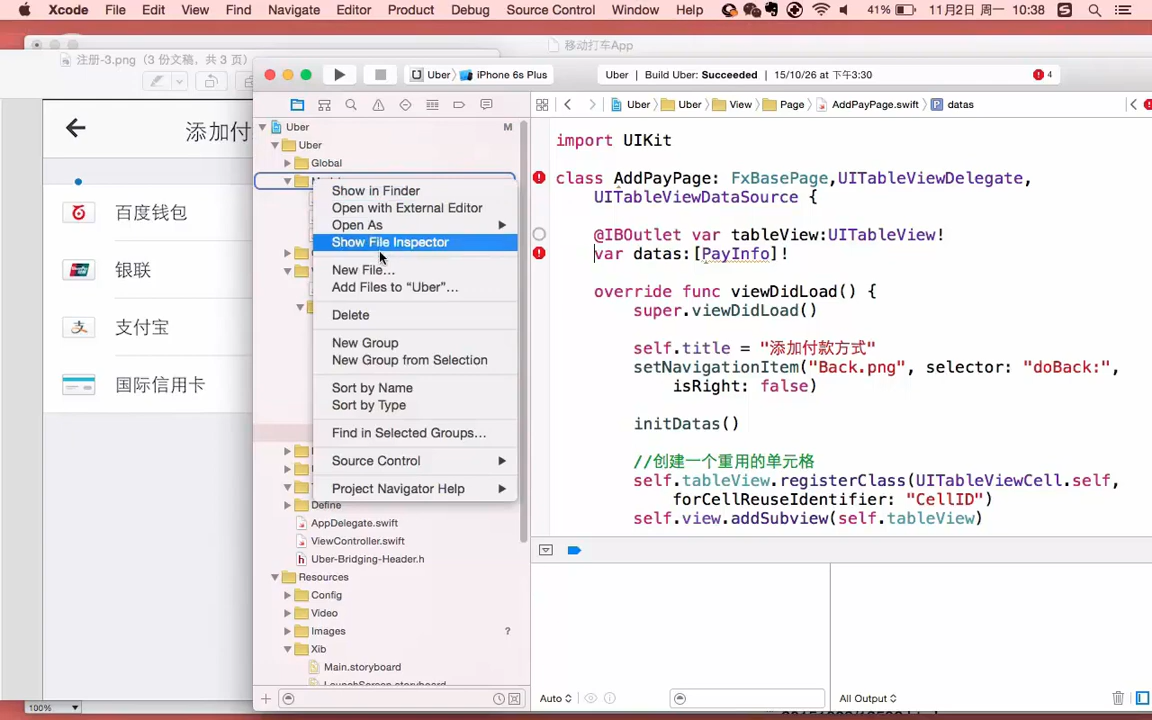 Xcode File Edit View Find Navigate Editor Product Debug Source Control Window Help 41% 11月2日 周一 10:38
移动打车App
注册-3.png (3 份文稿，共 3 页)
Uber iPhone 6s Plus Uber Build Uber: Succeeded 15/10/26 at 下午3:30 4
Uber Uber View Page AddPayPage.swift datas
添加付
百度钱包
银联
支付宝
国际信用卡
100%
Uber M
Uber
Global
Show in Finder
Open with External Editor
Open As
Show File Inspector
New File...
Add Files to “Uber”...
Delete
New Group
New Group from Selection
Sort by Name
Sort by Type
Find in Selected Groups...
Source Control
Project Navigator Help
Define
AppDelegate.swift
ViewController.swift
Uber-Bridging-Header.h
Resources
Config
Video
Images ?
Xib
Main.storyboard
LaunchScreen.storyboard
import UIKit
class AddPayPage: FxBasePage,UITableViewDelegate,
UITableViewDataSource {
@IBOutlet var tableView:UITableView!
var datas:[PayInfo]!
override func viewDidLoad() {
super.viewDidLoad()
self.title = "添加付款方式"
setNavigationItem("Back.png", selector: "doBack:",
isRight: false)
initDatas()
//创建一个重用的单元格
self.tableView.registerClass(UITableViewCell.self,
forCellReuseIdentifier: "CellID")
self.view.addSubview(self.tableView)
Auto All Output